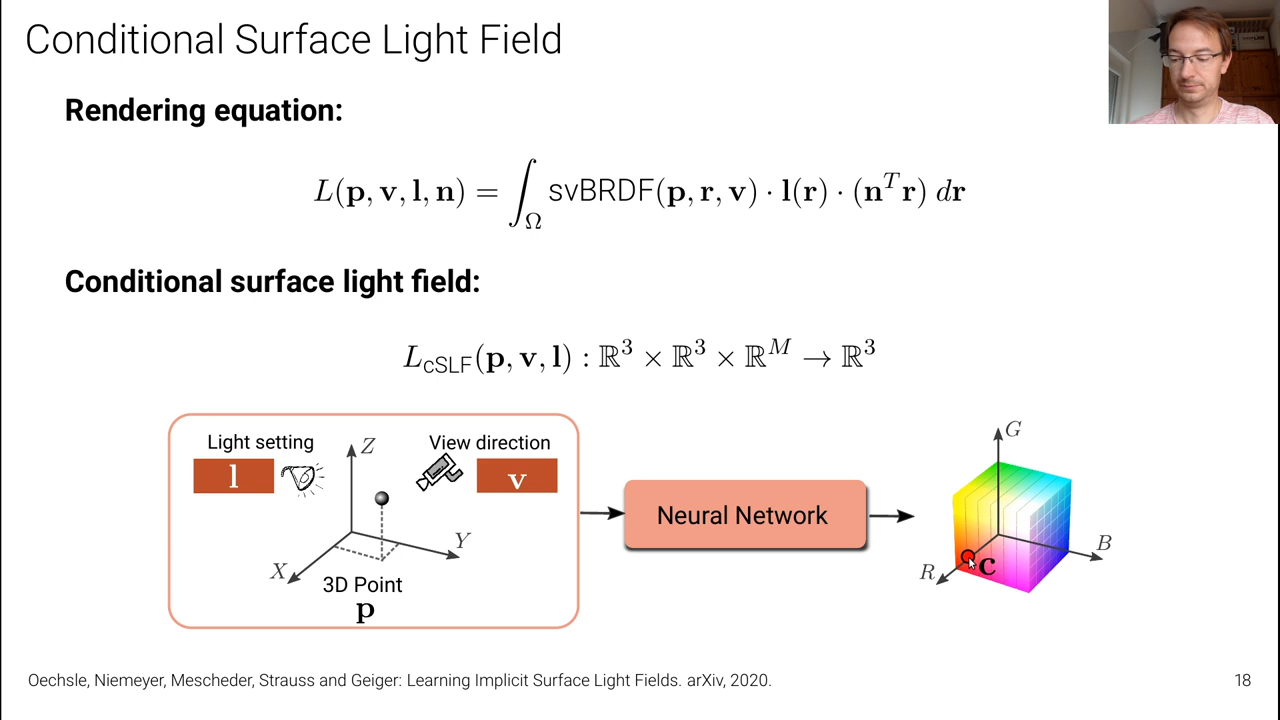 Conditional Surface Light Field
Rendering equation:
L(p, v, l, n) = ∫_Ω svBRDF(p, r, v) · l(r) · (n^T r) dr
Conditional surface light field:
L_cSLF(p, v, l) : ℝ^3 × ℝ^3 × ℝ^M → ℝ^3
Light setting
l
View direction
v
Z
Y
X
3D Point
p
Neural Network
G
B
R
c
Oechsle, Niemeyer, Mescheder, Strauss and Geiger: Learning Implicit Surface Light Fields. arXiv, 2020.
18